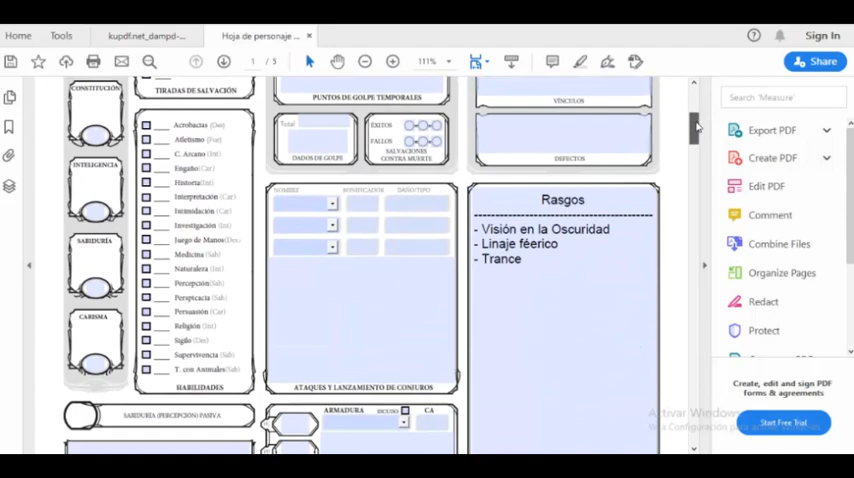 Home Tools kupdf.net_dampd-... Hoja de personaje ... × Sign In
1 / 3 111% Share
CONSTITUCIÓN
TIRADAS DE SALVACIÓN
PUNTOS DE GOLPE TEMPORALES
VÍNCULOS
Search 'Measure'
Total
DADOS DE GOLPE
ÉXITOS
FALLOS
SALVACIONES
CONTRA MUERTE
DEFECTOS
INTELIGENCIA
SABIDURÍA
CARISMA
Acrobacias (Des)
Atletismo (Fue)
C. Arcano (Int)
Engaño (Car)
Historia(Int)
Interpretación (Car)
Intimidación (Car)
Investigación (Int)
Juego de Manos(Des)
Medicina (Sab)
Naturaleza (Int)
Percepción(Sab)
Perspicacia (Sab)
Persuasión (Car)
Religión (Int)
Sigilo (Des)
Supervivencia (Sab)
T. con Animales(Sab)
HABILIDADES
NOMBRE BONIFICADOR DAÑO/TIPO
ATAQUES Y LANZAMIENTO DE CONJUROS
Rasgos
- Visión en la Oscuridad
- Linaje féerico
- Trance
SABIDURÍA (PERCEPCIÓN) PASIVA
ARMADURA ESCUDO CA
Export PDF
Create PDF
Edit PDF
Comment
Combine Files
Organize Pages
Redact
Protect
Create, edit and sign PDF
forms & agreements
Start Free Trial
Activar Windows